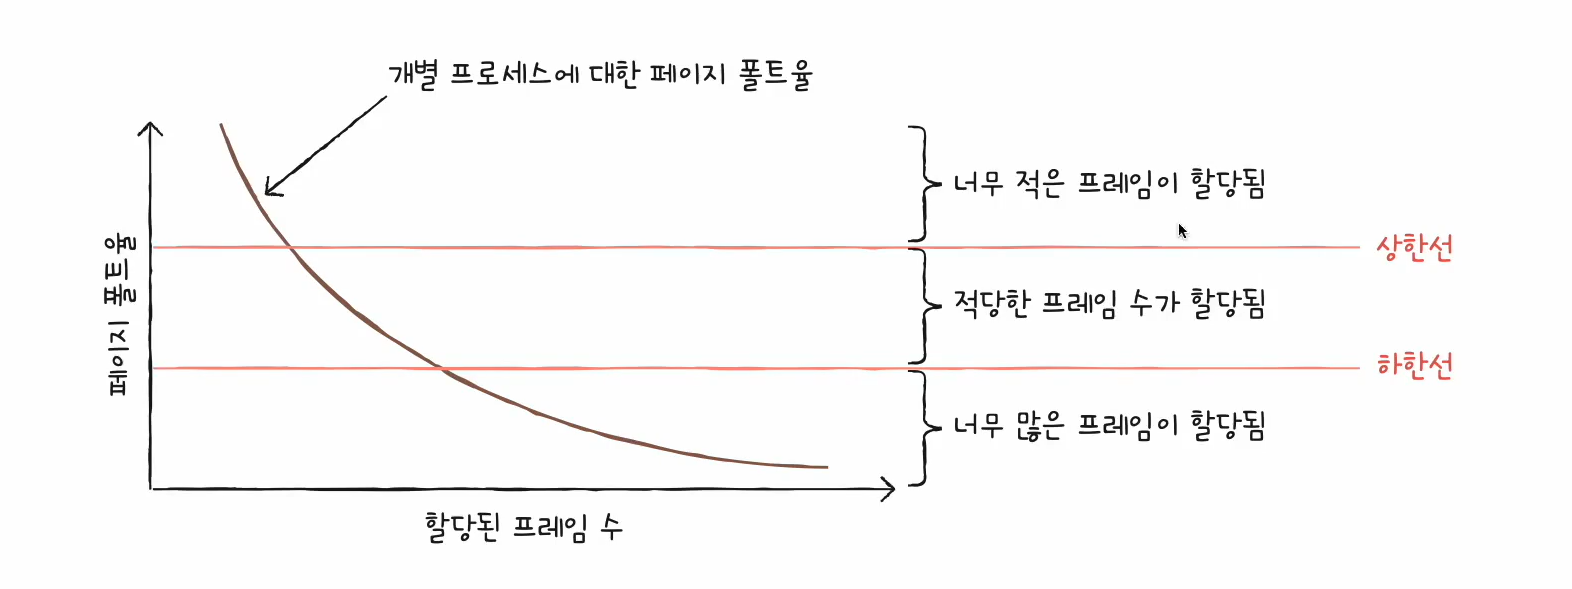 개별 프로세스에 대한 페이지 폴트율
너무 적은 프레임이 할당됨
상한선
페이지 폴트율
적당한 프레임 수가 할당됨
하한선
너무 많은 프레임이 할당됨
할당된 프레임 수